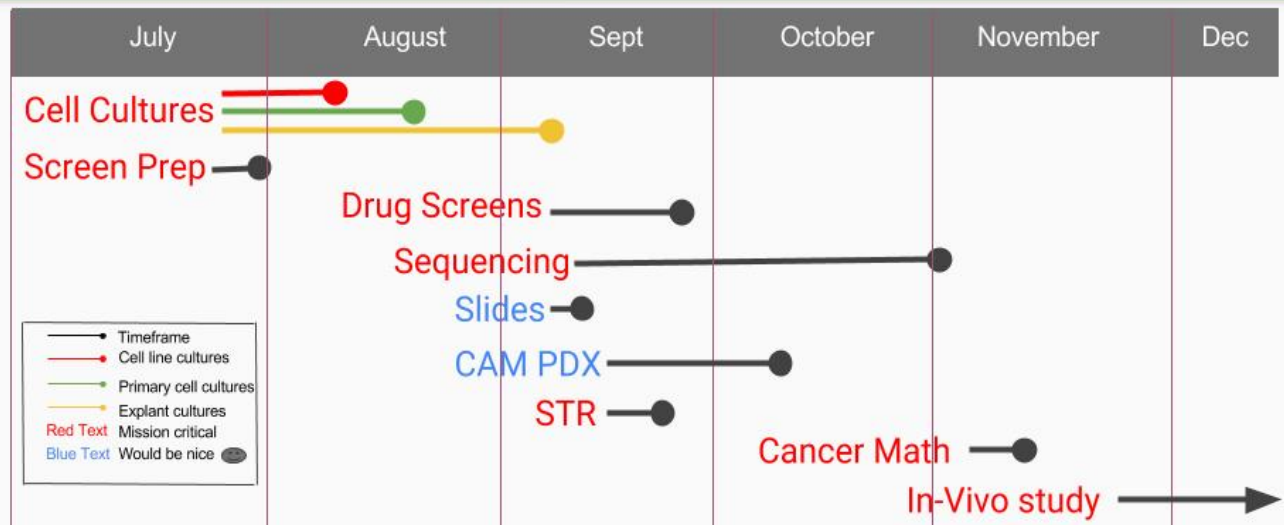 July August Sept October November Dec
Cell Cultures
Screen Prep
Drug Screens
Sequencing
Slides
CAM PDX
STR
Cancer Math
In-Vivo study
Timeframe
Cell line cultures
Primary cell cultures
Explant cultures
Red Text Mission critical
Blue Text Would be nice